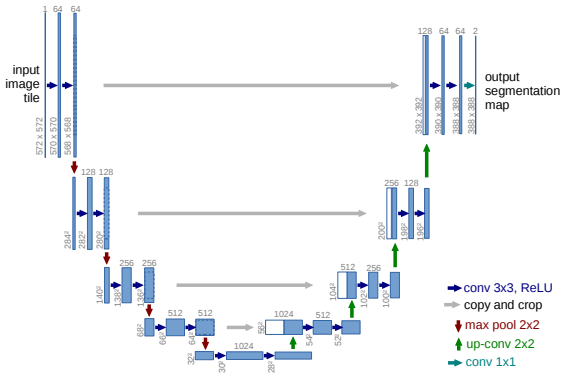 1 64 64
128 64 64 2
input
image
tile
output
segmentation
map
572 x 572
570 x 570
568 x 568
392 x 392
390 x 390
388 x 388
388 x 388
128 128
256 128
284²
282²
280²
200²
198²
196²
256 256
512 256
140²
138²
136²
104²
102²
100²
512 512
1024 512
68²
66²
64²
56²
54²
52²
1024
32²
30²
28²
conv 3x3, ReLU
copy and crop
max pool 2x2
up-conv 2x2
conv 1x1